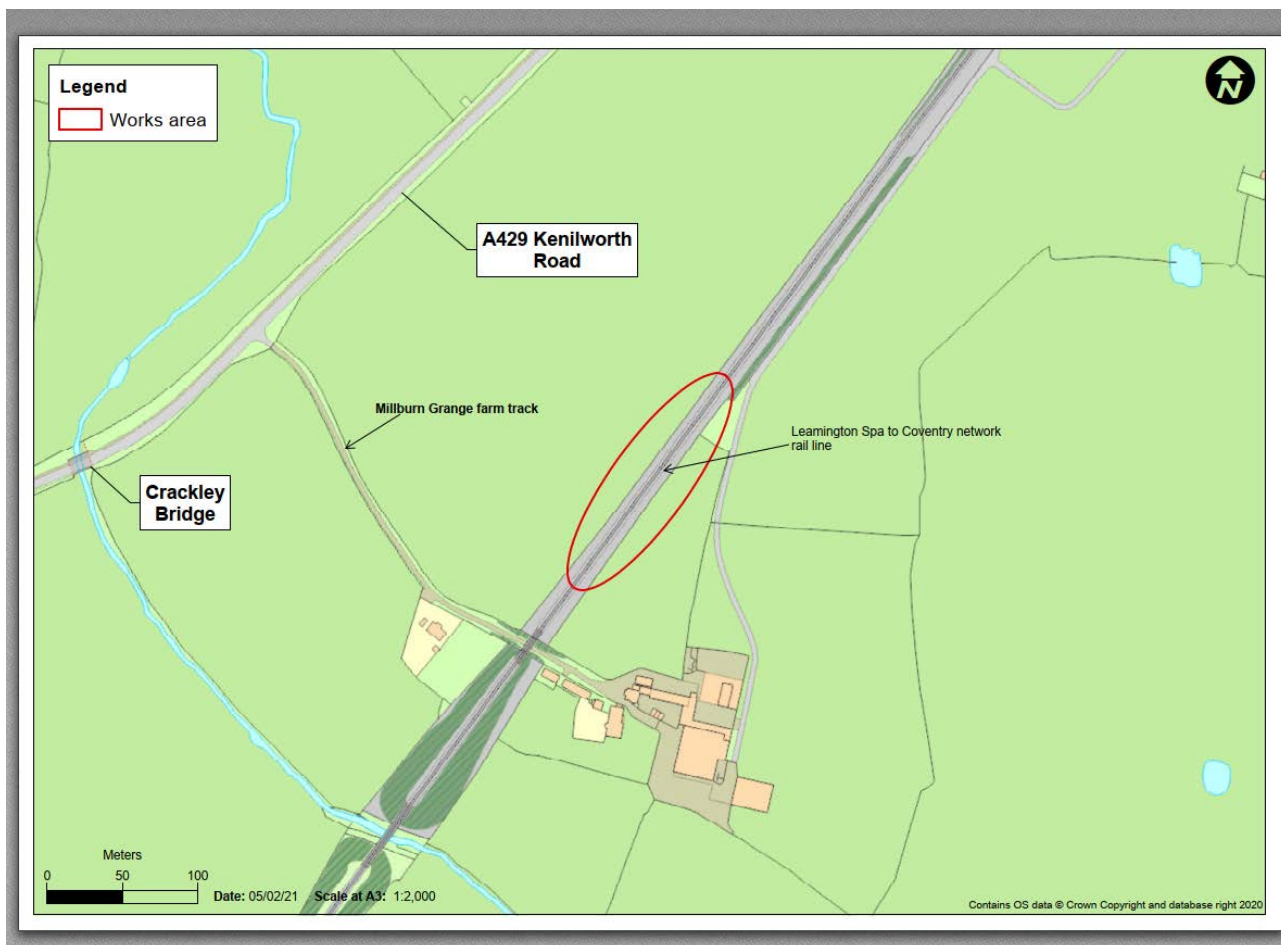 Legend
Works area
N
A429 Kenilworth
Road
Millburn Grange farm track
Leamington Spa to Coventry network
rail line
Crackley
Bridge
Meters
0 50 100
Date: 05/02/21 Scale at A3: 1:2,000
Contains OS data © Crown Copyright and database right 2020